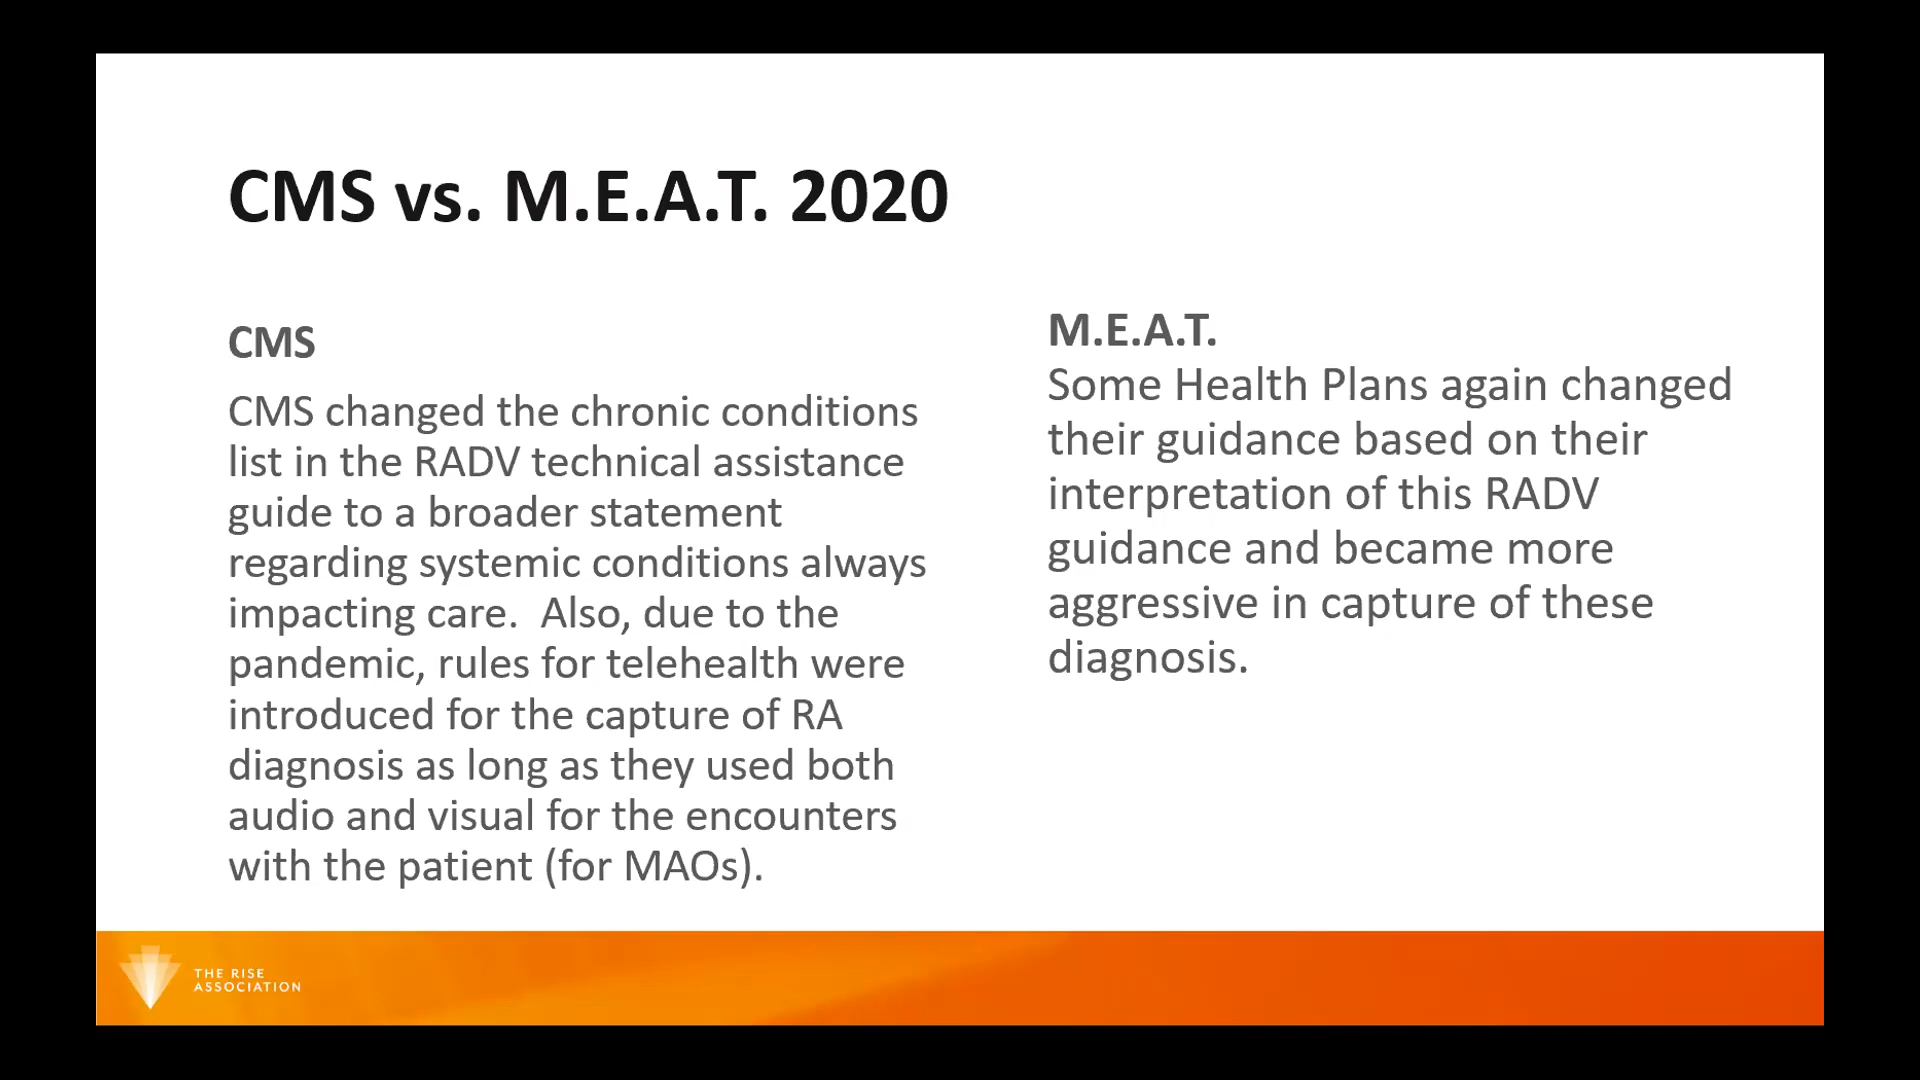 CMS vs. M.E.A.T. 2020
CMS
CMS changed the chronic conditions
list in the RADV technical assistance
guide to a broader statement
regarding systemic conditions always
impacting care.  Also, due to the
pandemic, rules for telehealth were
introduced for the capture of RA
diagnosis as long as they used both
audio and visual for the encounters
with the patient (for MAOs).
M.E.A.T.
Some Health Plans again changed
their guidance based on their
interpretation of this RADV
guidance and became more
aggressive in capture of these
diagnosis.
THE RISE
ASSOCIATION